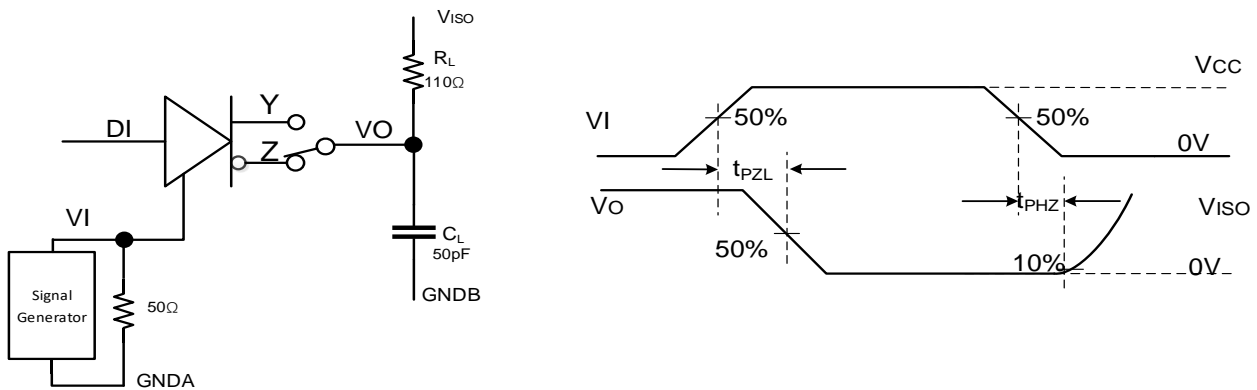 VISO
RL
110Ω
Y
DI
Z
VO
VI
CL
50pF
Signal
Generator
50Ω
GNDB
GNDA
VCC
VI
50%
50%
0V
tPZL
VO
tPHZ
VISO
50%
10%
0V